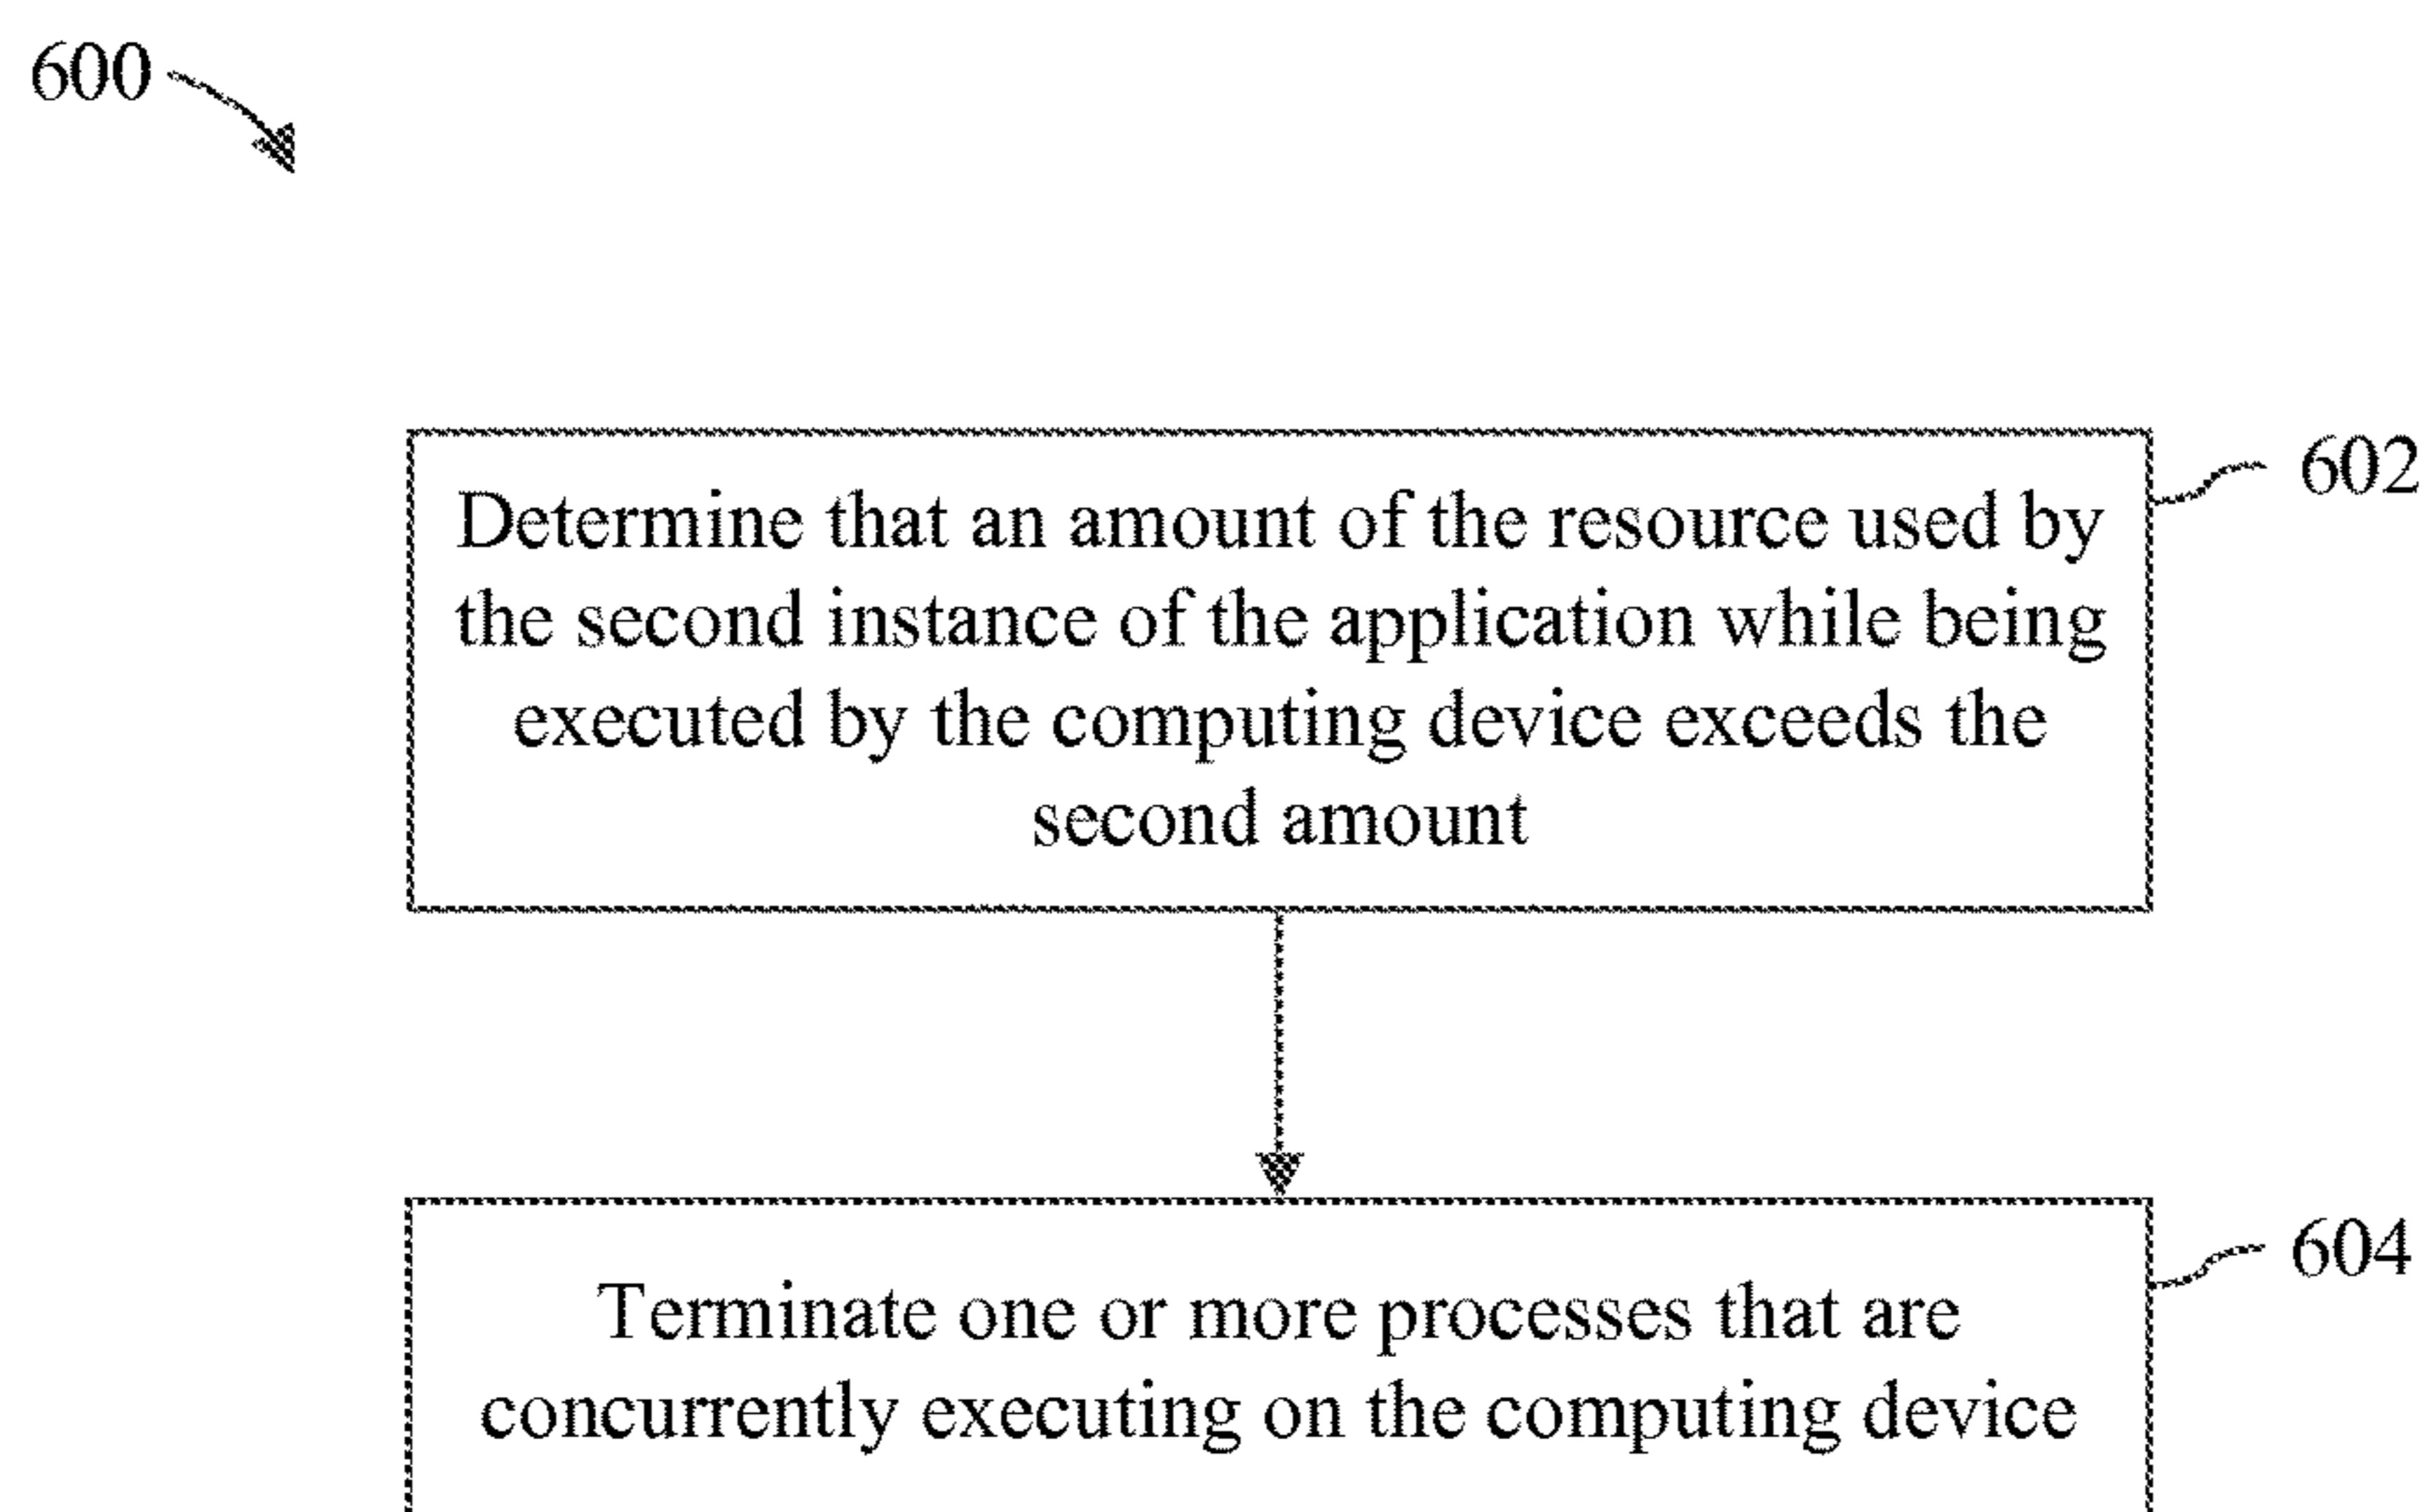 600
602
Determine that an amount of the resource used by
the second instance of the application while being
executed by the computing device exceeds the
second amount
604
Terminate one or more processes that are
concurrently executing on the computing device